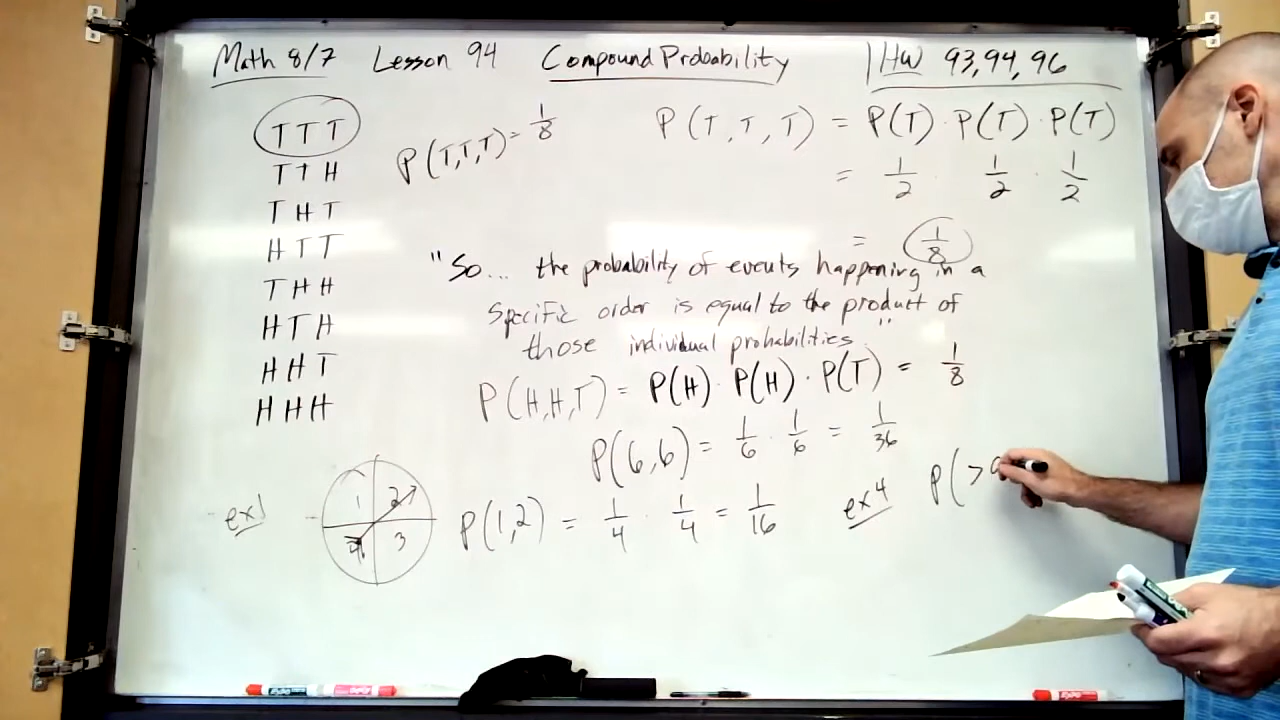 Math 8/7 Lesson 94 Compound Probability | HW 93, 94, 96
TTT
TTH
THT
HTT
THH
HTH
HHT
HHH
P(T,T,T) = 1/8
P(T,T,T) = P(T) · P(T) · P(T)
= 1/2 · 1/2 · 1/2
= 1/8
"So... the probability of events happening in a
specific order is equal to the product of
those individual probabilities"
P(H,H,T) = P(H) · P(H) · P(T) = 1/8
P(6,6) = 1/6 · 1/6 = 1/36
ex1
1 2
4 3
P(1,2) = 1/4 · 1/4 = 1/16
ex4 P(>
EXPO
EXPO
EXPO